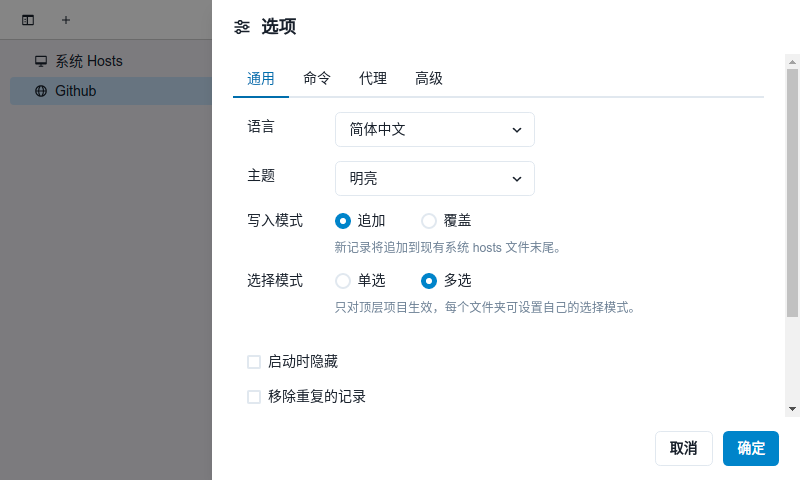 选项
系统 Hosts
Github
通用 命令 代理 高级
语言 简体中文
主题 明亮
写入模式 追加 覆盖
新记录将追加到现有系统 hosts 文件末尾。
选择模式 单选 多选
只对顶层项目生效，每个文件夹可设置自己的选择模式。
启动时隐藏
移除重复的记录
取消 确定